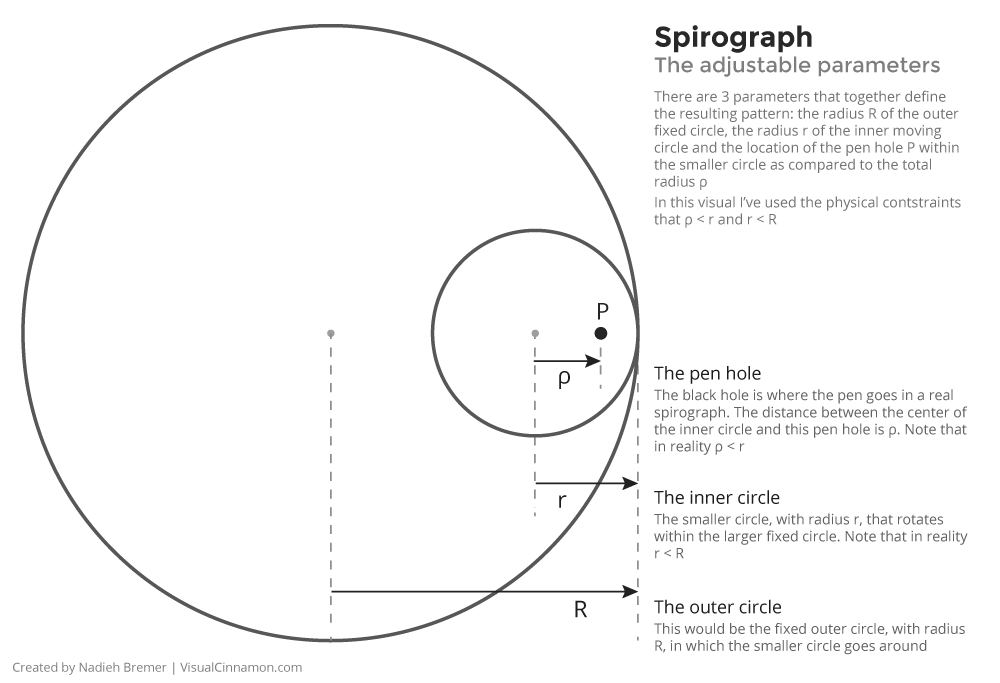 Spirograph
The adjustable parameters
There are 3 parameters that together define
the resulting pattern: the radius R of the outer
fixed circle, the radius r of the inner moving
circle and the location of the pen hole P within
the smaller circle as compared to the total
radius ρ
In this visual I've used the physical contstraints
that ρ < r and r < R
P
ρ
The pen hole
The black hole is where the pen goes in a real
spirograph. The distance between the center of
the inner circle and this pen hole is ρ. Note that
in reality ρ < r
r
The inner circle
The smaller circle, with radius r, that rotates
within the larger fixed circle. Note that in reality
r < R
R
The outer circle
This would be the fixed outer circle, with radius
R, in which the smaller circle goes around
Created by Nadieh Bremer | VisualCinnamon.com